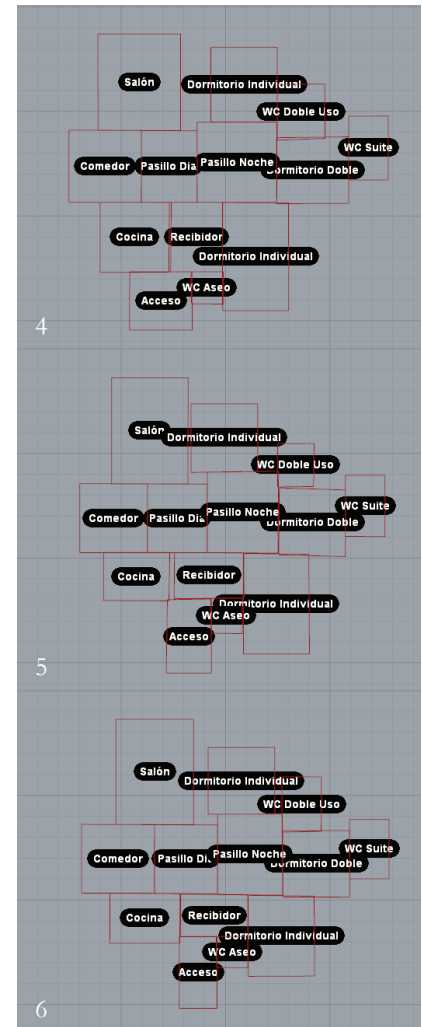 Salón
Dormitorio Individual
WC Doble Uso
WC Suite
Comedor
Pasillo Dia
Pasillo Noche
Dormitorio Doble
Cocina
Recibidor
Dormitorio Individual
WC Aseo
Acceso
4
Salón
Dormitorio Individual
WC Doble Uso
WC Suite
Comedor
Pasillo Dia
Pasillo Noche
Dormitorio Doble
Cocina
Recibidor
Dormitorio Individual
WC Aseo
Acceso
5
Salón
Dormitorio Individual
WC Doble Uso
WC Suite
Comedor
Pasillo Dia
Pasillo Noche
Dormitorio Doble
Cocina
Recibidor
Dormitorio Individual
WC Aseo
Acceso
6